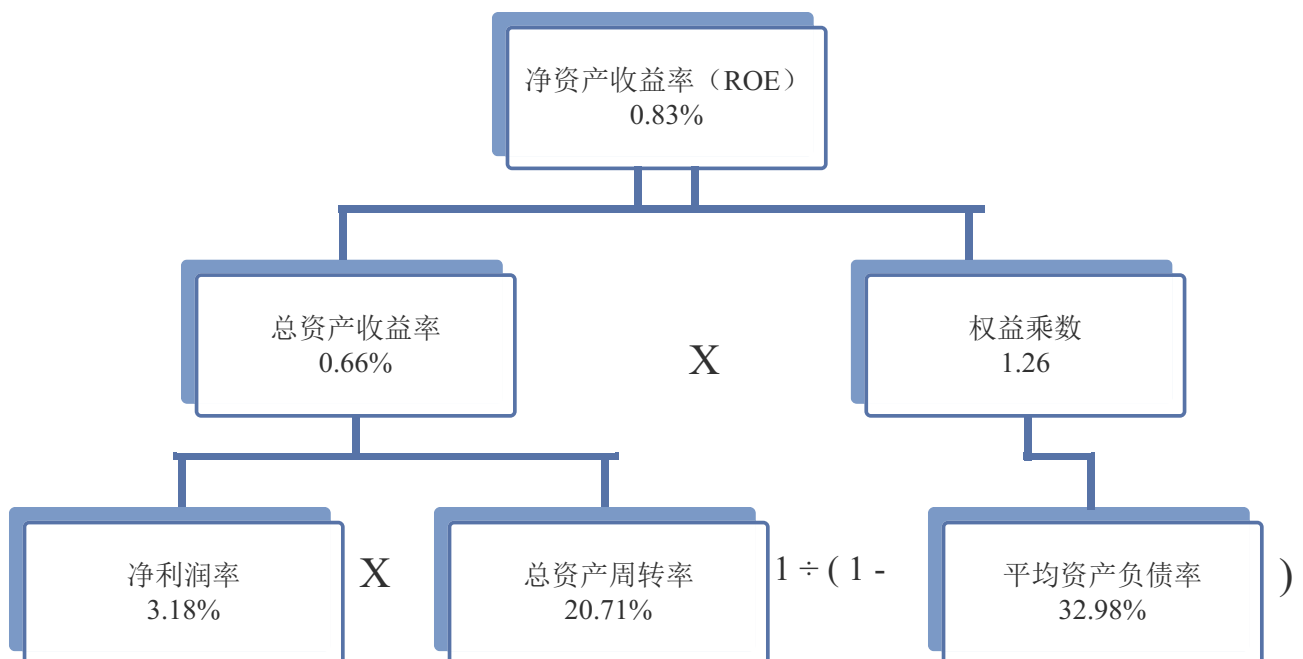 净资产收益率（ROE）
0.83%
总资产收益率
0.66%
X
权益乘数
1.26
净利润率
3.18%
X
总资产周转率
20.71%
1 ÷ ( 1 -
平均资产负债率
32.98%
)